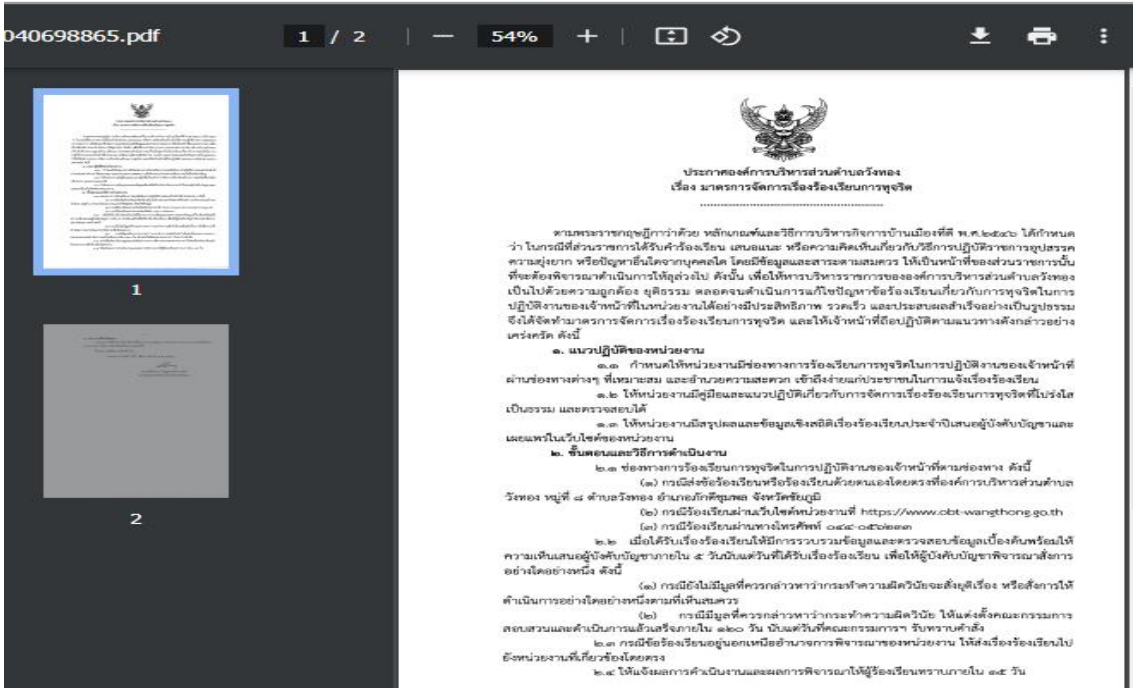 040698865.pdf
1 / 2
54%
ประกาศองค์การบริหารส่วนตำบลวังทอง
เรื่อง มาตรการจัดการเรื่องร้องเรียนการทุจริต
ตามพระราชกฤษฎีกาว่าด้วย หลักเกณฑ์และวิธีการบริหารกิจการบ้านเมืองที่ดี พ.ศ.๒๕๔๖ ได้กำหนด
ว่า ในกรณีที่ส่วนราชการได้รับคำร้องเรียน เสนอแนะ หรือความคิดเห็นเกี่ยวกับวิธีการปฏิบัติราชการอุปสรรค
ความยุ่งยาก หรือปัญหาอื่นใดจากบุคคลใด โดยมีข้อมูลและสาระตามสมควร ให้เป็นหน้าที่ของส่วนราชการนั้น
ที่จะต้องพิจารณาดำเนินการให้ลุล่วงไป ดังนั้น เพื่อให้หารบริหารราชการขององค์การบริหารส่วนตำบลวังทอง
เป็นไปด้วยความถูกต้อง ยุติธรรม ตลอดจนดำเนินการแก้ไขปัญหาข้อร้องเรียนเกี่ยวกับการทุจริตในการ
ปฏิบัติงานของเจ้าหน้าที่ในหน่วยงานได้อย่างมีประสิทธิภาพ รวดเร็ว และประสบผลสำเร็จอย่างเป็นรูปธรรม
จึงได้จัดทำมาตรการจัดการเรื่องร้องเรียนการทุจริต และให้เจ้าหน้าที่ถือปฏิบัติตามแนวทางดังกล่าวอย่าง
เคร่งครัด ดังนี้
๑. แนวปฏิบัติของหน่วยงาน
๑.๑ กำหนดให้หน่วยงานมีช่องทางการร้องเรียนการทุจริตในการปฏิบัติงานของเจ้าหน้าที่
ผ่านช่องทางต่างๆ ที่เหมาะสม และอำนวยความสะดวก เข้าถึงง่ายแก่ประชาชนในการแจ้งเรื่องร้องเรียน
๑.๒ ให้หน่วยงานมีคู่มือและแนวปฏิบัติเกี่ยวกับการจัดการเรื่องร้องเรียนการทุจริตที่โปร่งใส
เป็นธรรม และตรวจสอบได้
๑.๓ ให้หน่วยงานมีสรุปผลและข้อมูลเชิงสถิติเรื่องร้องเรียนประจำปีเสนอผู้บังคับบัญชาและ
เผยแพร่ในเว็บไซต์ของหน่วยงาน
๒. ขั้นตอนและวิธีการดำเนินงาน
๒.๑ ช่องทางการร้องเรียนการทุจริตในการปฏิบัติงานของเจ้าหน้าที่ตามช่องทาง ดังนี้
(๑) กรณีส่งข้อร้องเรียนหรือร้องเรียนด้วยตนเองโดยตรงที่องค์การบริหารส่วนตำบล
วังทอง หมู่ที่ ๘ ตำบลวังทอง อำเภอภักดีชุมพล จังหวัดชัยภูมิ
(๒) กรณีร้องเรียนผ่านเว็บไซต์หน่วยงานที่ https://www.obt-wangthong.go.th
(๓) กรณีร้องเรียนผ่านทางโทรศัพท์
๒.๒ เมื่อได้รับเรื่องร้องเรียนให้มีการรวบรวมข้อมูลและตรวจสอบข้อมูลเบื้องต้นพร้อมให้
ความเห็นเสนอผู้บังคับบัญชาภายใน ๕ วันนับแต่วันที่ได้รับเรื่องร้องเรียน เพื่อให้ผู้บังคับบัญชาพิจารณาสั่งการ
อย่างใดอย่างหนึ่ง ดังนี้
(๑) กรณียังไม่มีมูลที่ควรกล่าวหาว่ากระทำความผิดวินัยจะสั่งยุติเรื่อง หรือสั่งการให้
ดำเนินการอย่างใดอย่างหนึ่งตามที่เห็นสมควร
(๒) กรณีมีมูลที่ควรกล่าวหาว่ากระทำความผิดวินัย ให้แต่งตั้งคณะกรรมการ
สอบสวนและดำเนินการแล้วเสร็จภายใน ๑๒๐ วัน นับแต่วันที่คณะกรรมการฯ รับทราบคำสั่ง
๒.๓ กรณีข้อร้องเรียนอยู่นอกเหนืออำนาจการพิจารณาของหน่วยงาน ให้ส่งเรื่องร้องเรียนไป
ยังหน่วยงานที่เกี่ยวข้องโดยตรง
๒.๔ ให้แจ้งผลการดำเนินงานและผลการพิจารณาให้ผู้ร้องเรียนทราบภายใน ๑๕ วัน
1
2